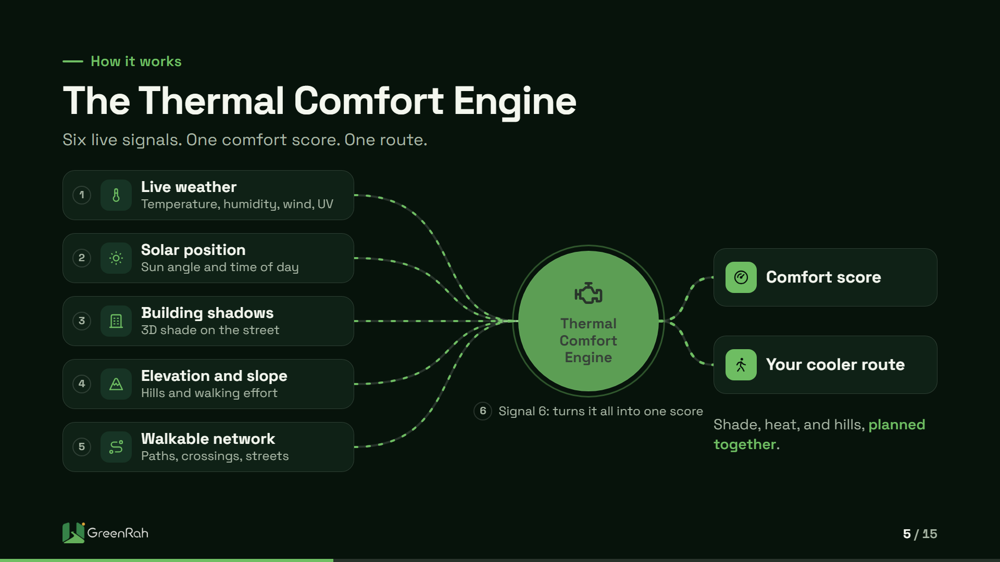 How it works
The Thermal Comfort Engine
Six live signals. One comfort score. One route.
1
Live weather
Temperature, humidity, wind, UV
2
Solar position
Sun angle and time of day
3
Building shadows
3D shade on the street
4
Elevation and slope
Hills and walking effort
5
Walkable network
Paths, crossings, streets
Thermal
Comfort
Engine
6 Signal 6: turns it all into one score
Comfort score
Your cooler route
Shade, heat, and hills, planned
together.
GreenRah
5 / 15